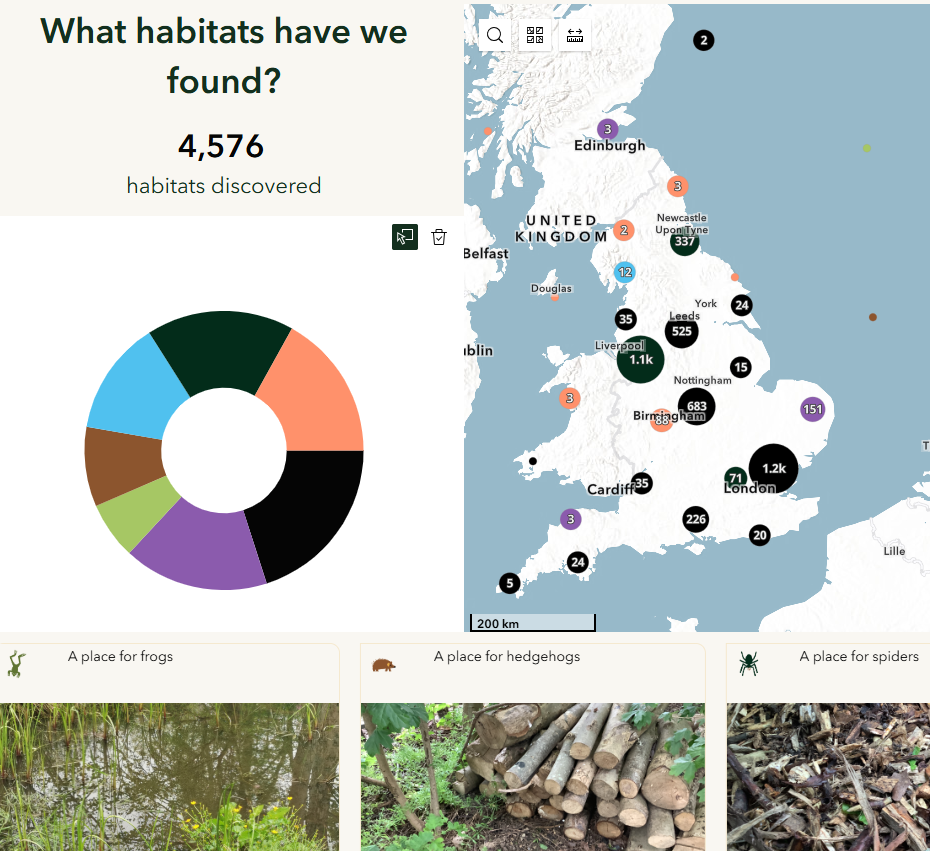 What habitats have we
found?
4,576
habitats discovered
2
3
Edinburgh
3
UNITED
KINGDOM
2
Newcastle
Upon Tyne
337
Belfast
12
Douglas
York
24
35
Leeds
525
blin
Liverpool
1.1k
15
Nottingham
3
683
151
Birmingham
88
1.2k
71
London
Cardiff
35
3
226
20
Lille
24
5
200 km
T
A place for frogs
A place for hedgehogs
A place for spiders